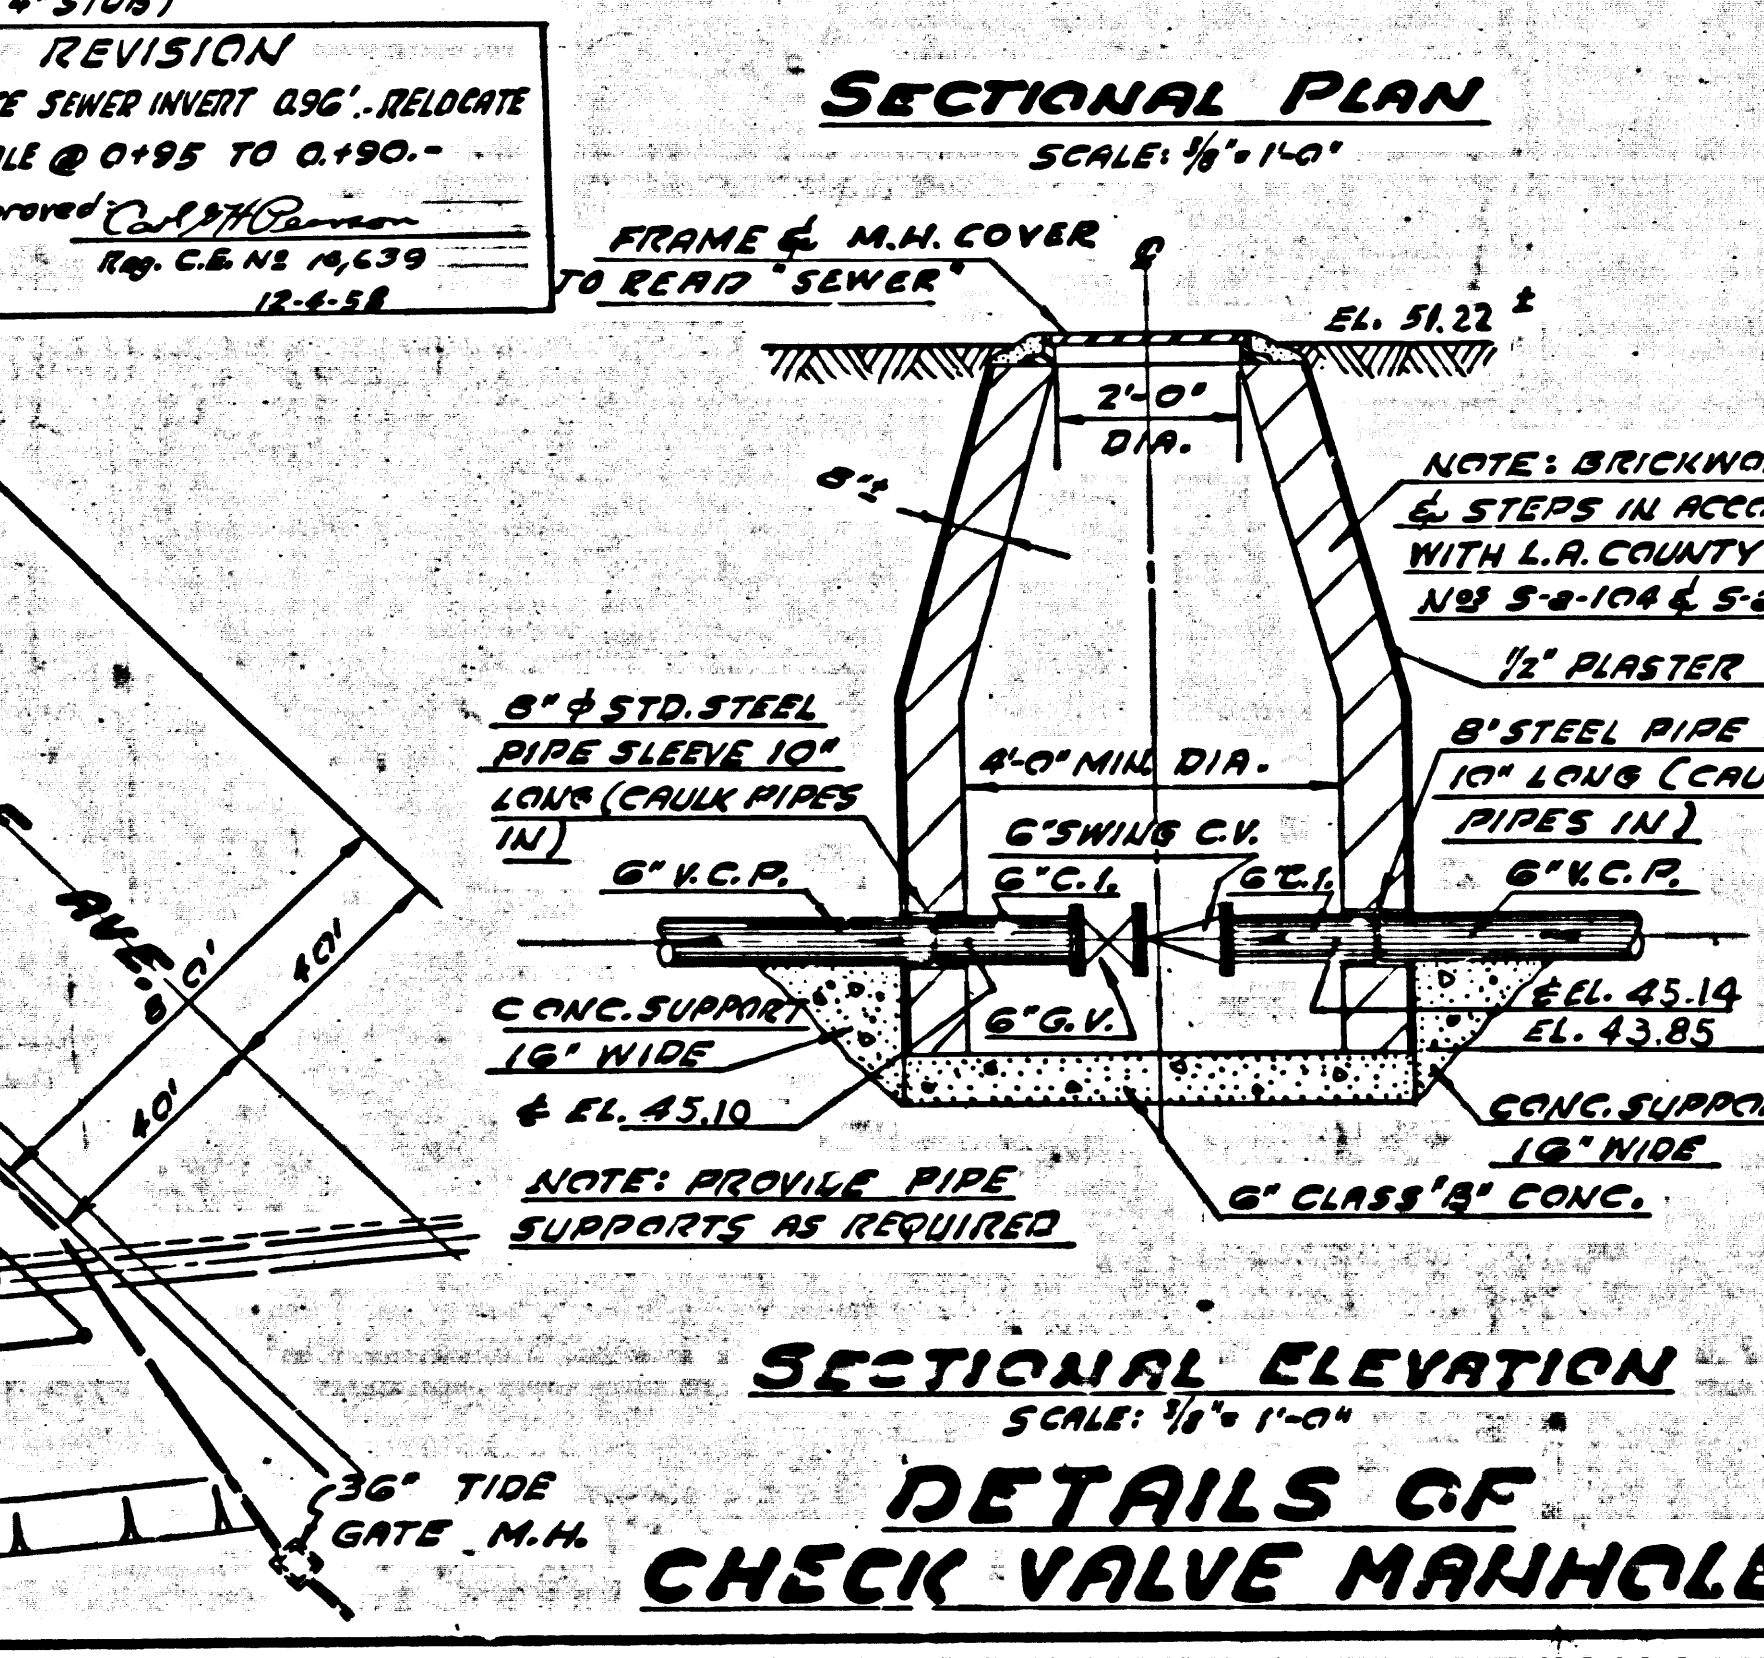 4" STUB)
REVISION
SEWER INVERT 0.96'.- RELOCATE
@ 0+95 TO 0+90.-
Carl H Pearson
Reg. C.E. Nº
12-4-58
SECTIONAL PLAN
SCALE: 3/8"= 1'-0"
FRAME & M.H. COVER
TO READ "SEWER"
℄
EL. 51.22 ±
2'-0"
DIA.
8"±
NOTE: BRICKWO
& STEPS IN ACCO
WITH L.A. COUNTY
Nºs S-a-104 & S-a
1/2" PLASTER
8" ϕ STD. STEEL
PIPE SLEEVE 10"
LONG (CAULK PIPES
IN)
8" STEEL PIPE
10" LONG (CAU
PIPES IN)
4'-0" MIN. DIA.
6" SWING C.V.
6" V.C.P.
6" C.I.
6" C.I.
6" V.C.P.
CONC. SUPPORT
16" WIDE
6" G.V.
℄ EL. 45.14
EL. 43.85
℄ EL. 45.10
CONC. SUPPO
16" WIDE
NOTE: PROVIDE PIPE
SUPPORTS AS REQUIRED
6" CLASS "B" CONC.
AVE.
80'
40'
40'
SECTIONAL ELEVATION
SCALE: 3/8"= 1'-0"
36" TIDE
GATE M.H.
DETAILS OF
CHECK VALVE MANHOLE